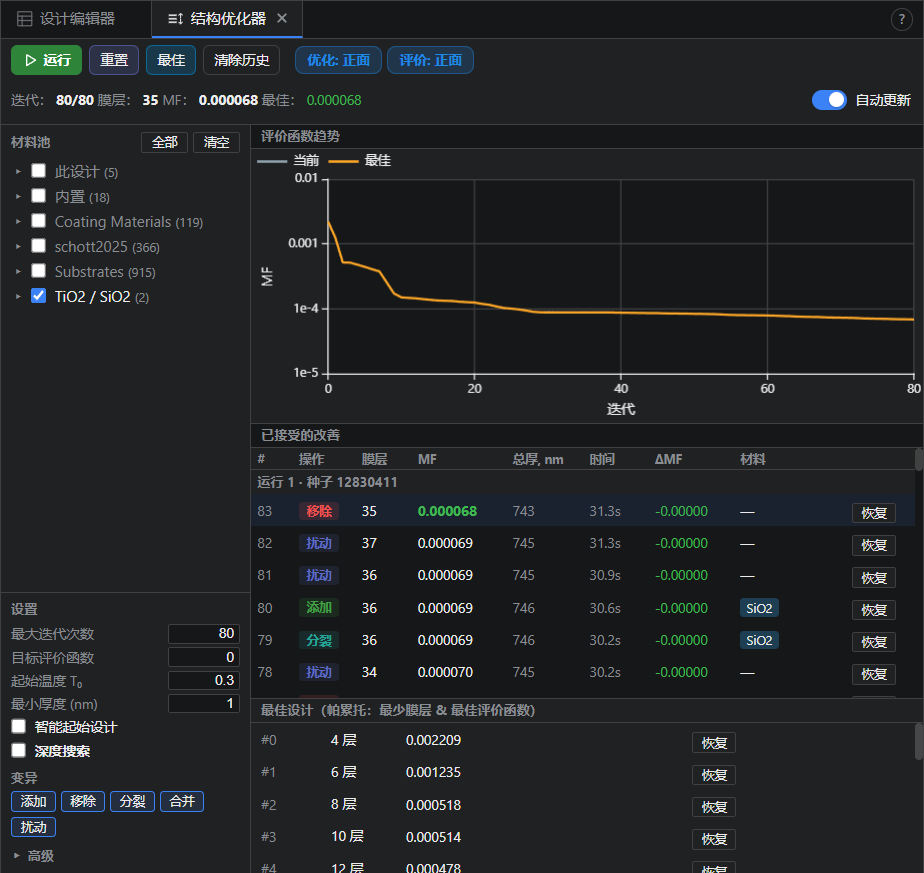 设计编辑器 结构优化器 ✕ ?
运行 重置 最佳 清除历史 优化: 正面 评价: 正面
迭代: 80/80 膜层: 35 MF: 0.000068 最佳: 0.000068 自动更新
材料池 全部 清空
此设计 (5)
内置 (18)
Coating Materials (119)
schott2025 (366)
Substrates (915)
TiO2 / SiO2 (2)
设置
最大迭代次数 80
目标评价函数 0
起始温度 T₀ 0.3
最小厚度 (nm) 1
智能起始设计
深度搜索
变异
添加 移除 分裂 合并
扰动
高级
评价函数趋势
当前 最佳
0.01
0.001
1e-4
1e-5
MF
0 20 40 60 80
迭代
已接受的改善
# 操作 膜层 MF 总厚, nm 时间 ΔMF 材料
运行 1 · 种子 12830411
83 移除 35 0.000068 743 31.3s -0.00000 — 恢复
82 扰动 37 0.000069 745 31.3s -0.00000 — 恢复
81 扰动 36 0.000069 745 30.9s -0.00000 — 恢复
80 添加 36 0.000069 746 30.6s -0.00000 SiO2 恢复
79 分裂 36 0.000069 746 30.2s -0.00000 SiO2 恢复
78 扰动 34 0.000070 745 30.2s -0.00000 — 恢复
最佳设计（帕累托：最少膜层 & 最佳评价函数)
#0 4 层 0.002209 恢复
#1 6 层 0.001235 恢复
#2 8 层 0.000518 恢复
#3 10 层 0.000514 恢复
#4 12 层 0.000478 恢复